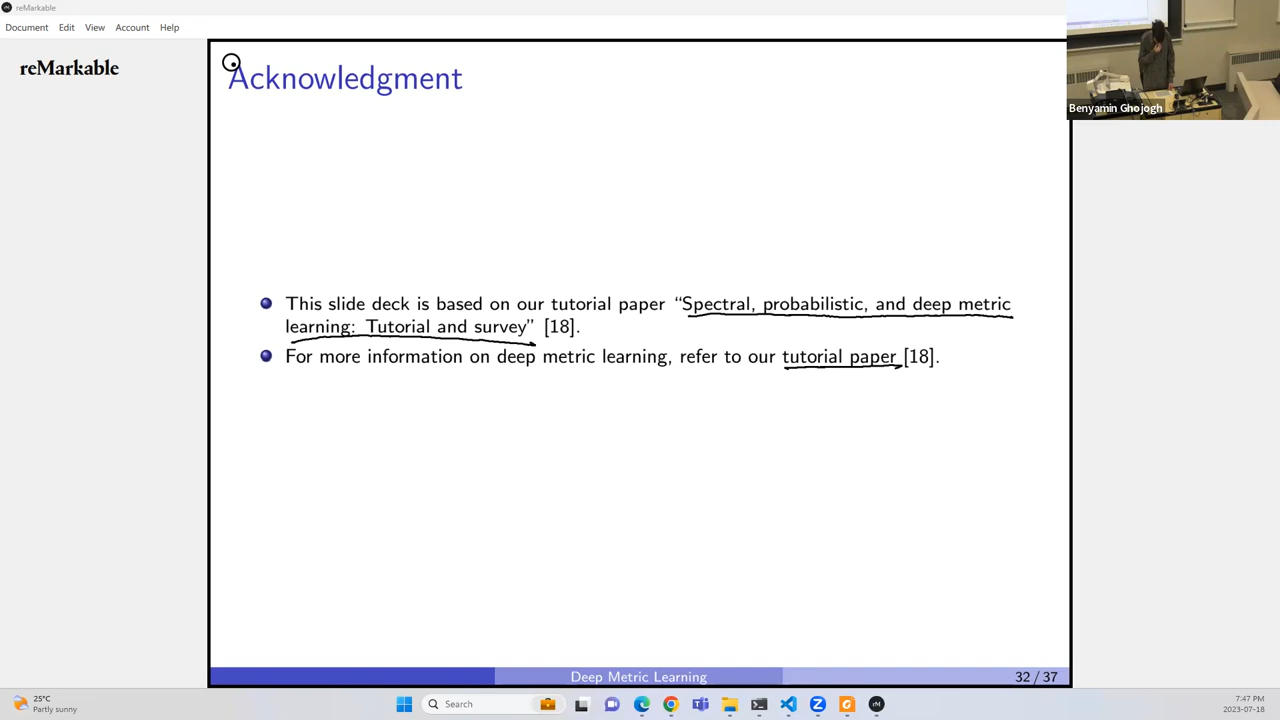 reMarkable
Document Edit View Account Help
reMarkable
Acknowledgment
Benyamin Ghojogh
This slide deck is based on our tutorial paper “Spectral, probabilistic, and deep metric
learning: Tutorial and survey” [18].
For more information on deep metric learning, refer to our tutorial paper [18].
Deep Metric Learning
32 / 37
25°C
Partly sunny
Search
7:47 PM
2023-07-18